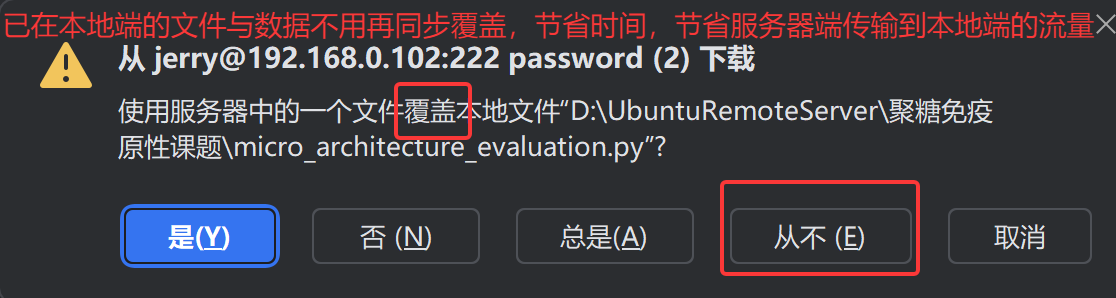 已在本地端的文件与数据不用再同步覆盖，节省时间，节省服务器端传输到本地端的流量
从 jerry@192.168.0.102:222 password (2) 下载
使用服务器中的一个文件覆盖本地文件“D:\UbuntuRemoteServer\聚糖免疫
原性课题\micro_architecture_evaluation.py”?
是(Y) 否 (N) 总是(A) 从不 (E) 取消